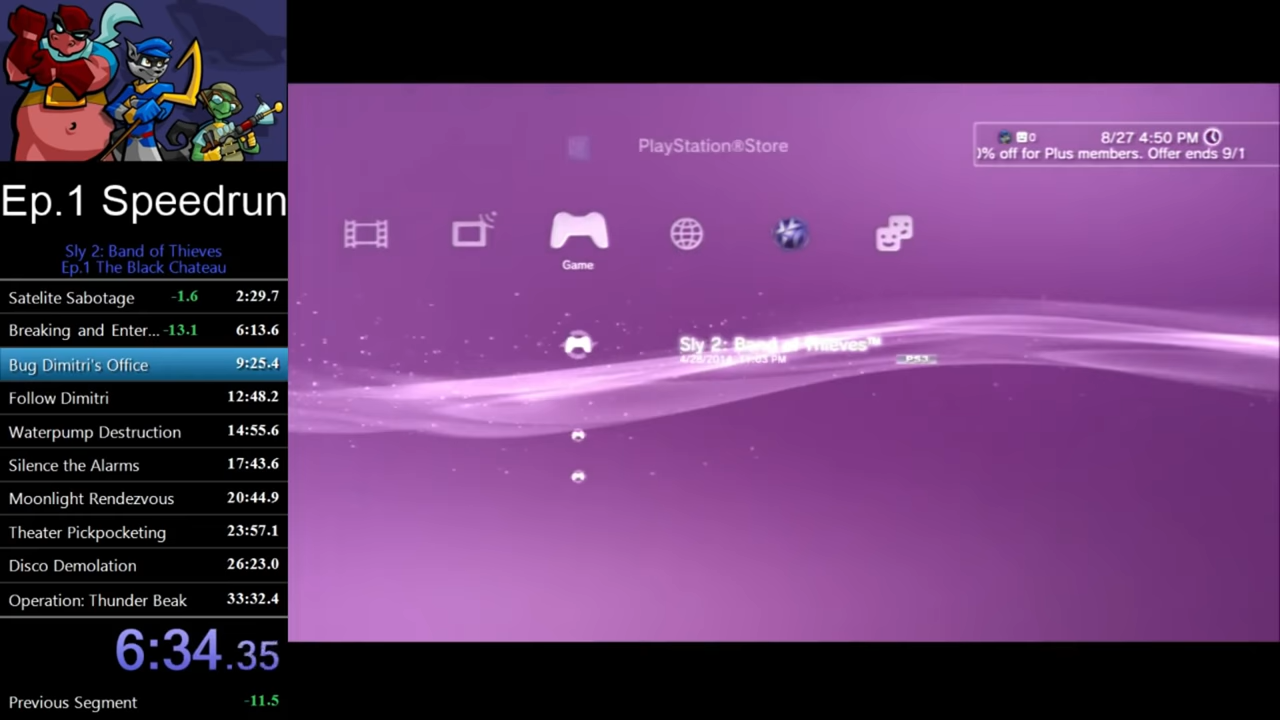 Ep.1 Speedrun
Sly 2: Band of Thieves
Ep.1 The Black Chateau
Satelite Sabotage -1.6 2:29.7
Breaking and Enter... -13.1 6:13.6
Bug Dimitri's Office 9:25.4
Follow Dimitri 12:48.2
Waterpump Destruction 14:55.6
Silence the Alarms 17:43.6
Moonlight Rendezvous 20:44.9
Theater Pickpocketing 23:57.1
Disco Demolation 26:23.0
Operation: Thunder Beak 33:32.4
6:34.35
Previous Segment -11.5
PlayStation®Store
0 8/27 4:50 PM
)% off for Plus members. Offer ends 9/1
Game
Sly 2: Band of Thieves™
PM
PS3